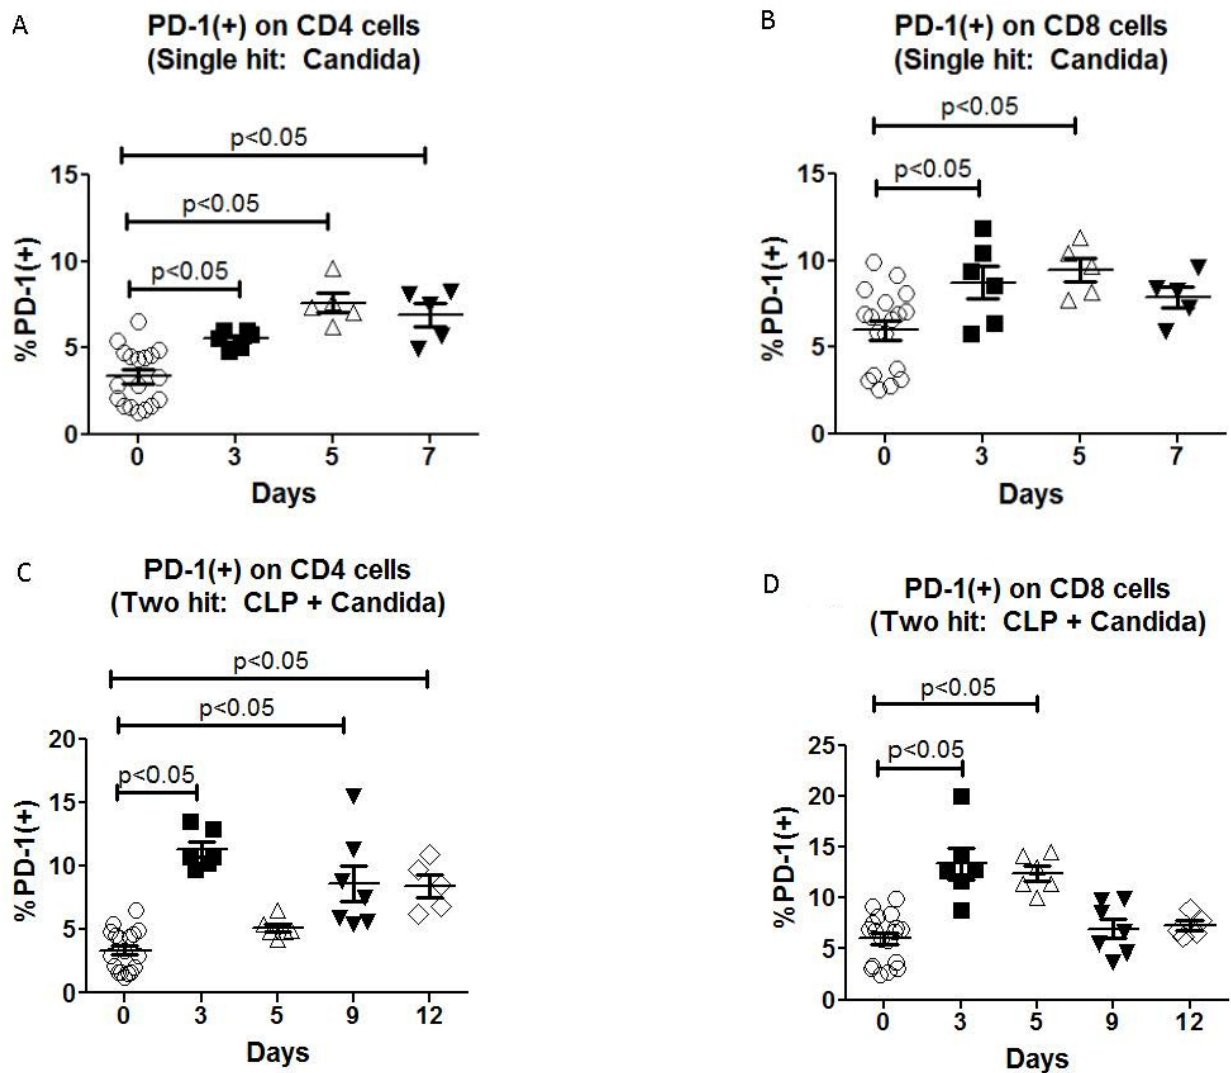 A
PD-1(+) on CD4 cells
(Single hit: Candida)
p<0.05
p<0.05
p<0.05
15
10
5
0
%PD-1(+)
0 3 5 7
Days
B
PD-1(+) on CD8 cells
(Single hit: Candida)
p<0.05
p<0.05
15
10
5
0
%PD-1(+)
0 3 5 7
Days
C
PD-1(+) on CD4 cells
(Two hit: CLP + Candida)
p<0.05
p<0.05
p<0.05
20
15
10
5
0
%PD-1(+)
0 3 5 9 12
Days
D
PD-1(+) on CD8 cells
(Two hit: CLP + Candida)
p<0.05
p<0.05
25
20
15
10
5
0
%PD-1(+)
0 3 5 9 12
Days